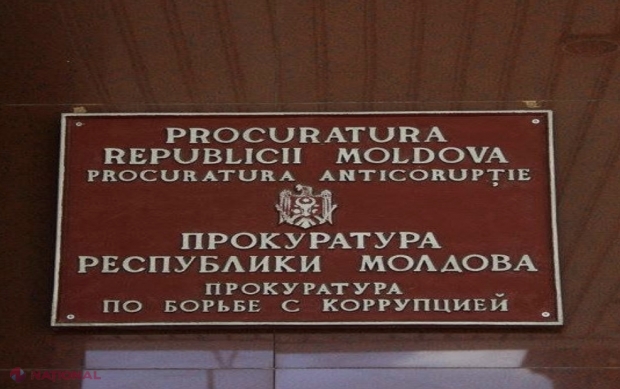 PROCURATURA
REPUBLICII MOLDOVA
PROCURATURA ANTICORUPȚIE
ПРОКУРАТУРА
РЕСПУБЛИКИ МОЛДОВА
ПРОКУРАТУРА
ПО БОРЬБЕ С КОРРУПЦИЕЙ